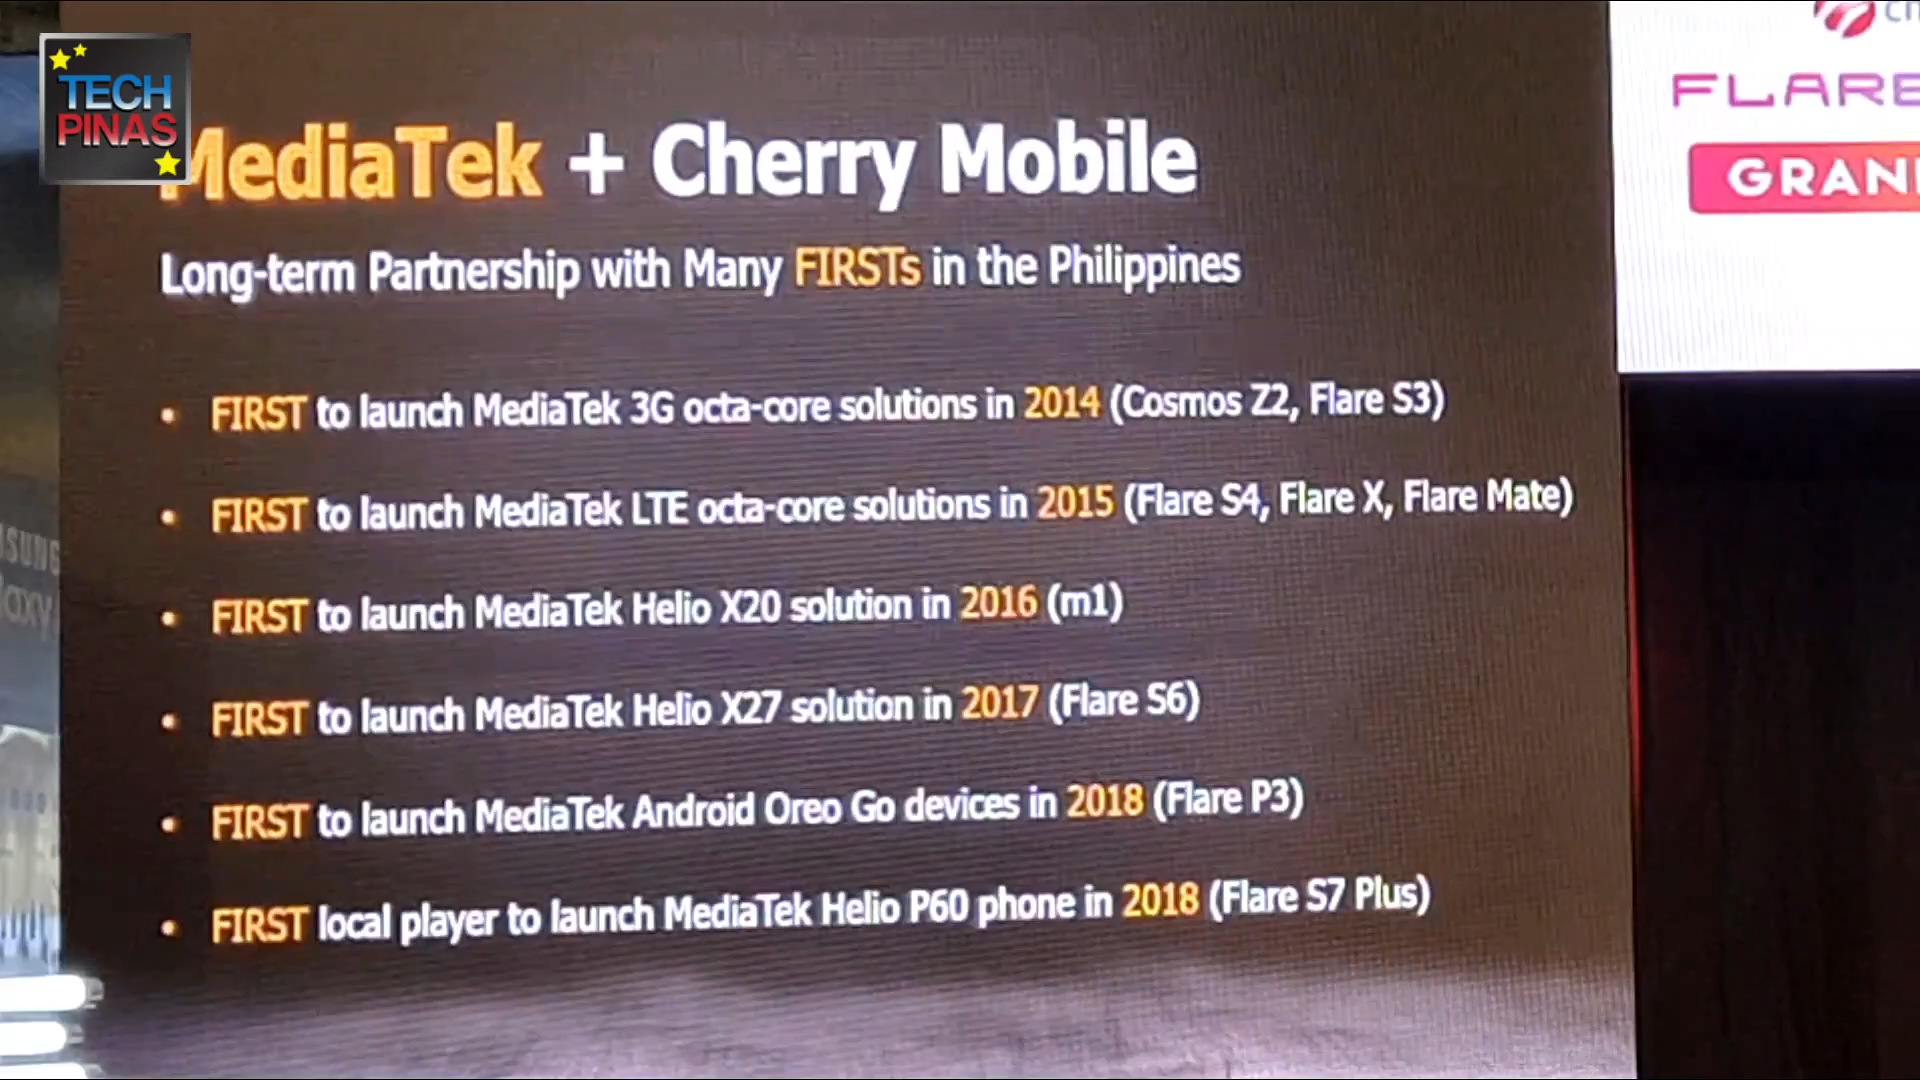 TECH
PINAS
MediaTek + Cherry Mobile
Long-term Partnership with Many FIRSTs in the Philippines
• FIRST to launch MediaTek 3G octa-core solutions in 2014 (Cosmos Z2, Flare S3)
• FIRST to launch MediaTek LTE octa-core solutions in 2015 (Flare S4, Flare X, Flare Mate)
• FIRST to launch MediaTek Helio X20 solution in 2016 (m1)
• FIRST to launch MediaTek Helio X27 solution in 2017 (Flare S6)
• FIRST to launch MediaTek Android Oreo Go devices in 2018 (Flare P3)
• FIRST local player to launch MediaTek Helio P60 phone in 2018 (Flare S7 Plus)
FLARE